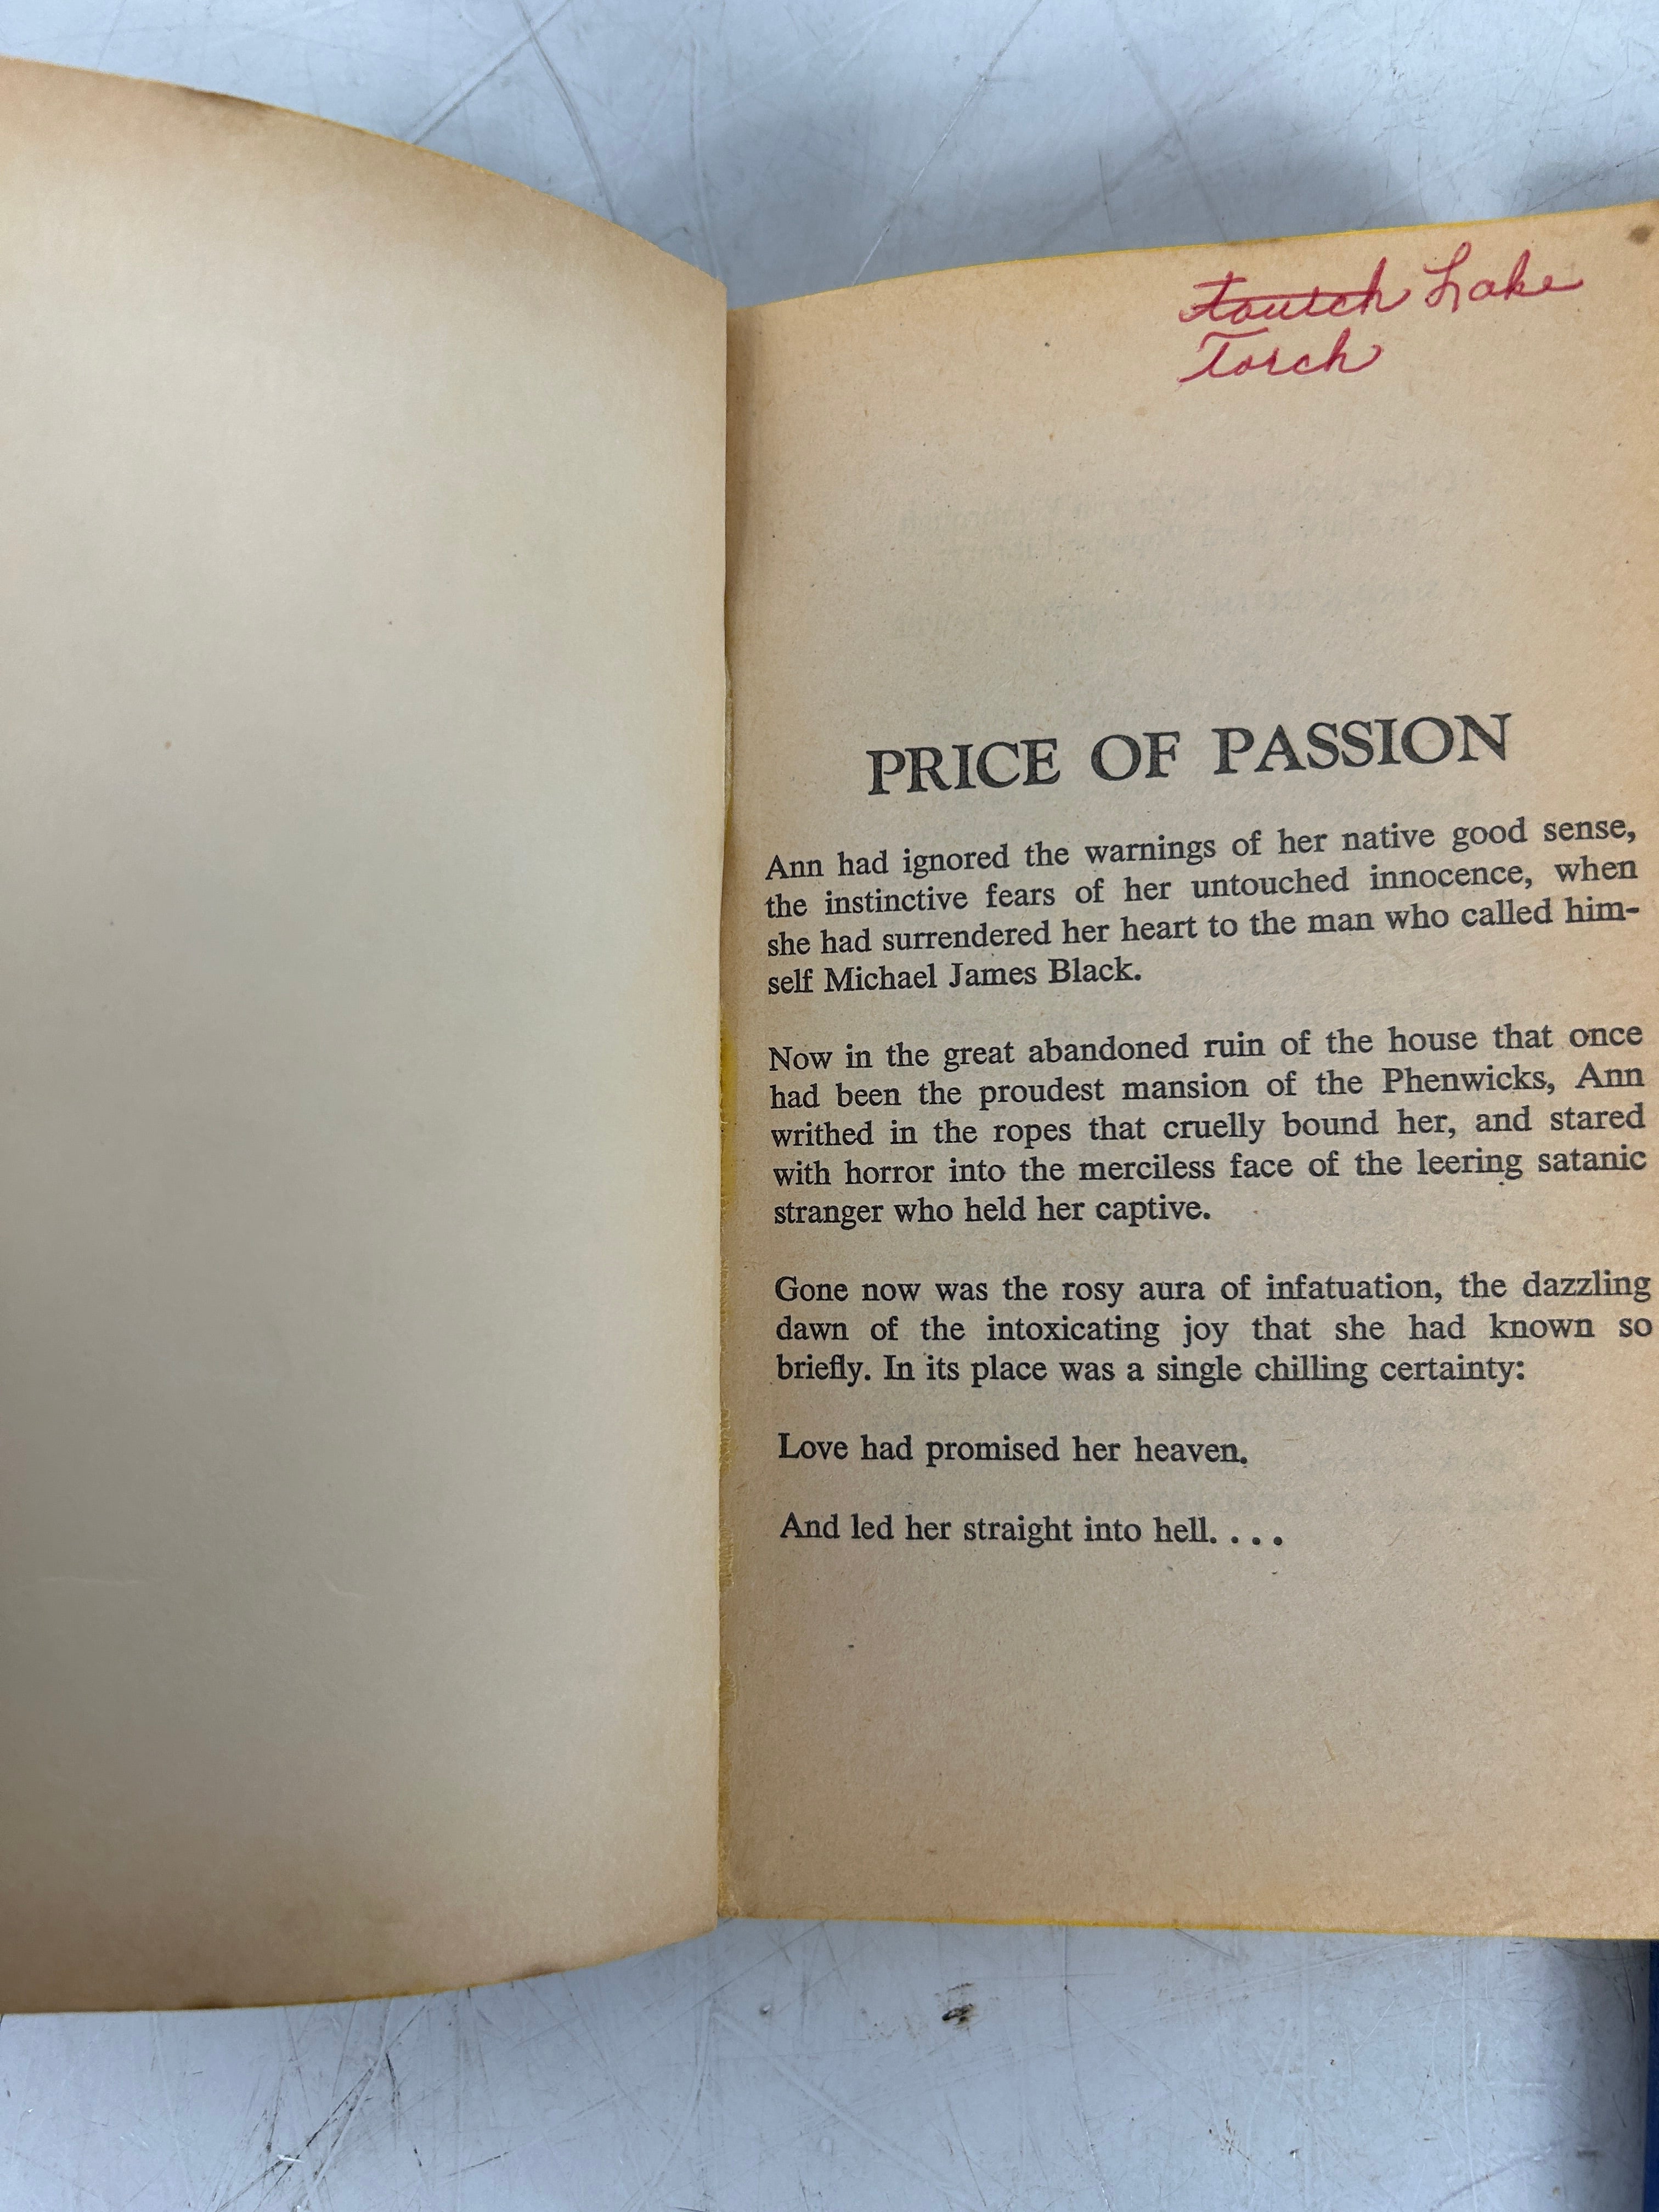 toutch Lake
Torch
PRICE OF PASSION
Ann had ignored the warnings of her native good sense,
the instinctive fears of her untouched innocence, when
she had surrendered her heart to the man who called him-
self Michael James Black.
Now in the great abandoned ruin of the house that once
had been the proudest mansion of the Phenwicks, Ann
writhed in the ropes that cruelly bound her, and stared
with horror into the merciless face of the leering satanic
stranger who held her captive.
Gone now was the rosy aura of infatuation, the dazzling
dawn of the intoxicating joy that she had known so
briefly. In its place was a single chilling certainty:
Love had promised her heaven.
And led her straight into hell. . . .